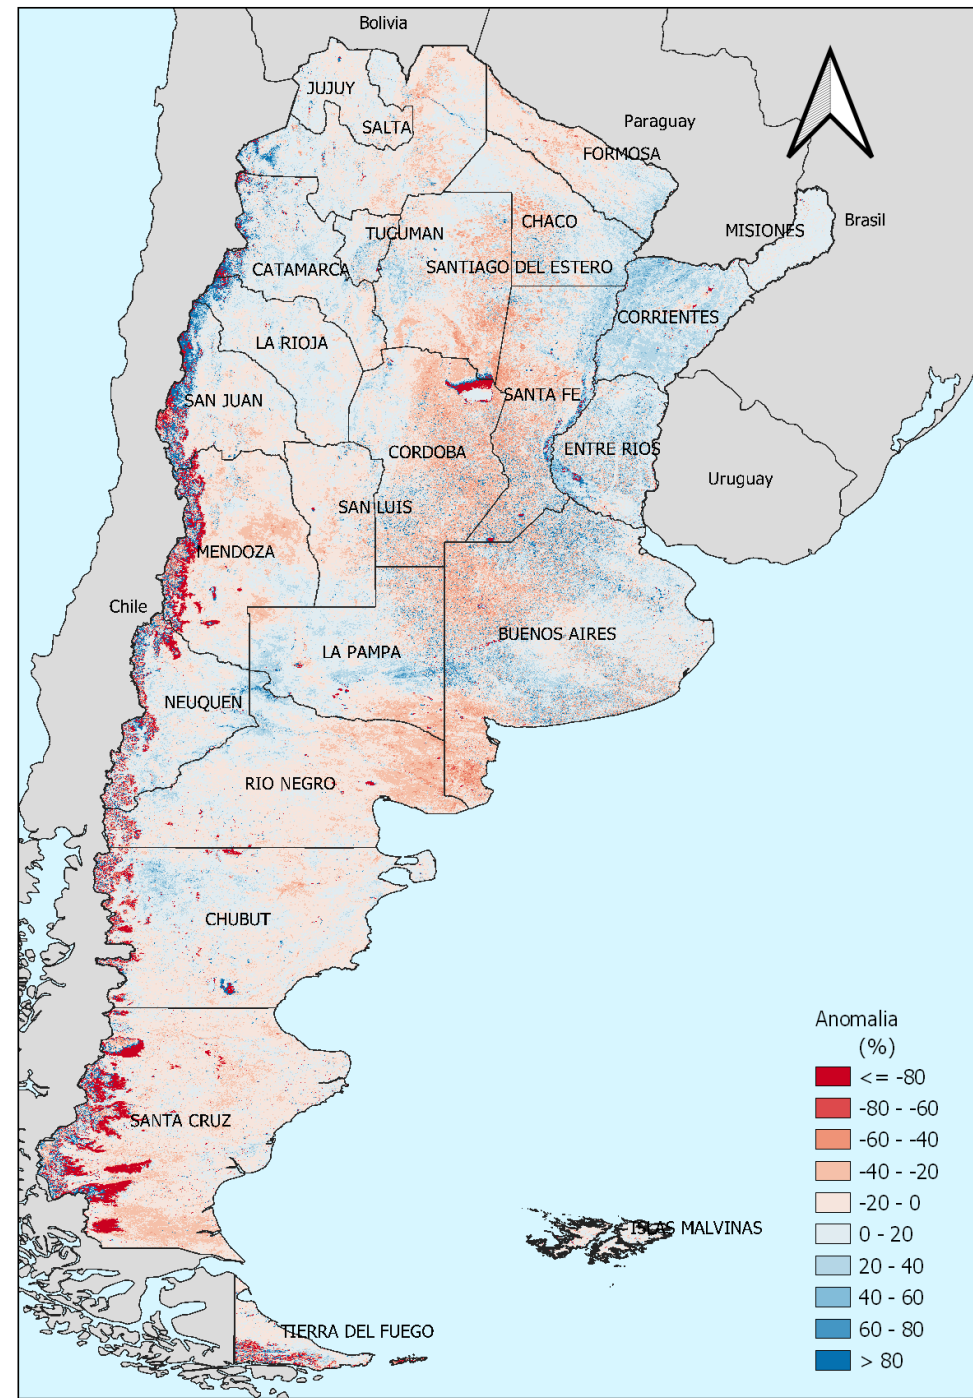 Bolivia
JUJUY
SALTA
Paraguay
FORMOSA
CHACO
MISIONES
Brasil
TUCUMAN
CATAMARCA
SANTIAGO DEL ESTERO
CORRIENTES
LA RIOJA
SAN JUAN
SANTA FE
CORDOBA
ENTRE RIOS
Uruguay
SAN LUIS
MENDOZA
Chile
BUENOS AIRES
LA PAMPA
NEUQUEN
RIO NEGRO
CHUBUT
SANTA CRUZ
ISLAS MALVINAS
TIERRA DEL FUEGO
Anomalia
(%)
<= -80
-80 - -60
-60 - -40
-40 - -20
-20 - 0
0 - 20
20 - 40
40 - 60
60 - 80
> 80